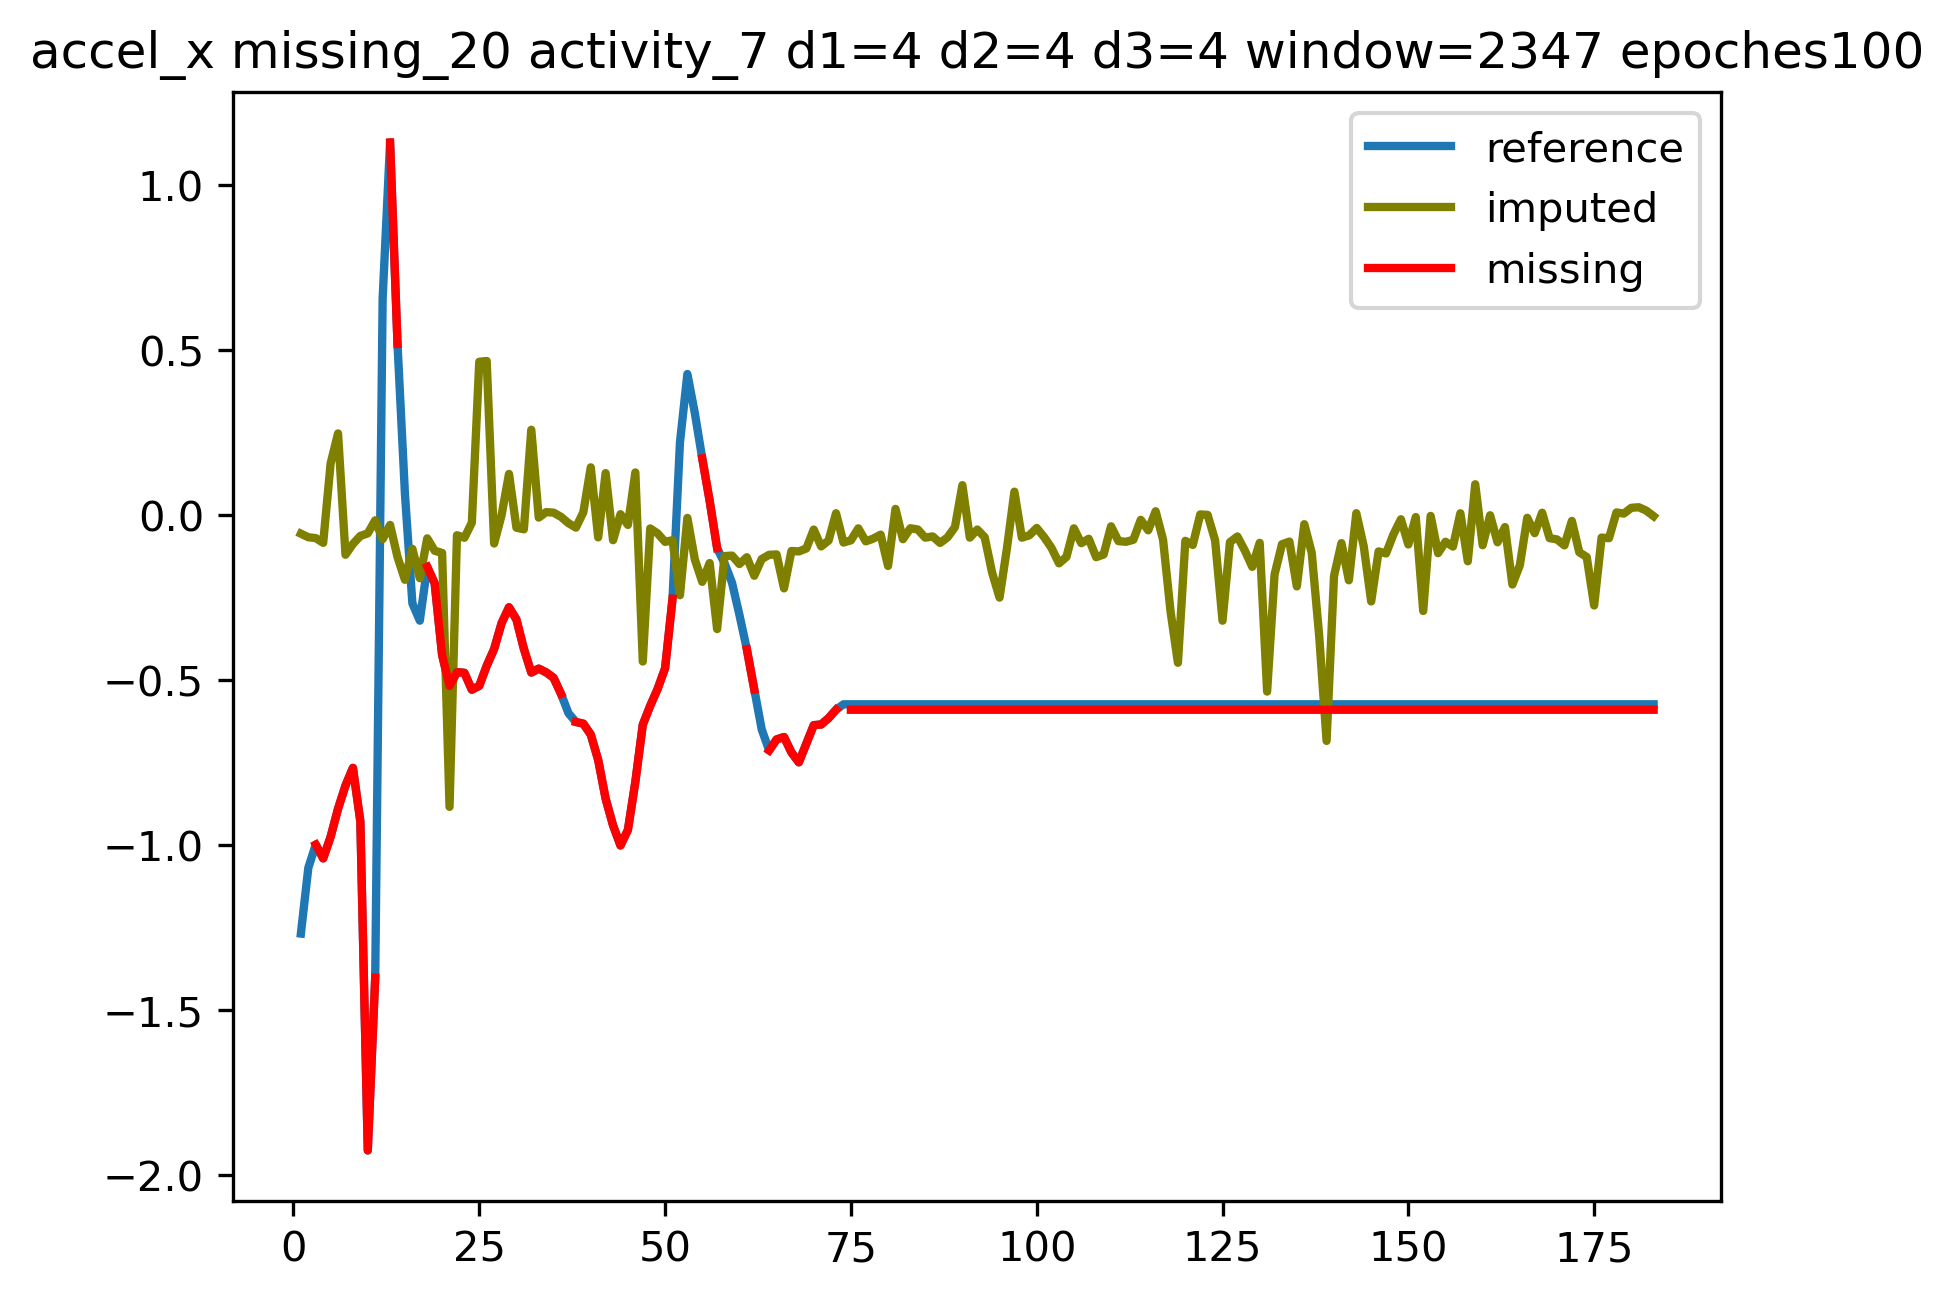 accel_x missing_20 activity_7 d1=4 d2=4 d3=4 window=2347 epoches100
reference
imputed
missing
1.0
0.5
0.0
−0.5
−1.0
−1.5
−2.0
0 25 50 75 100 125 150 175